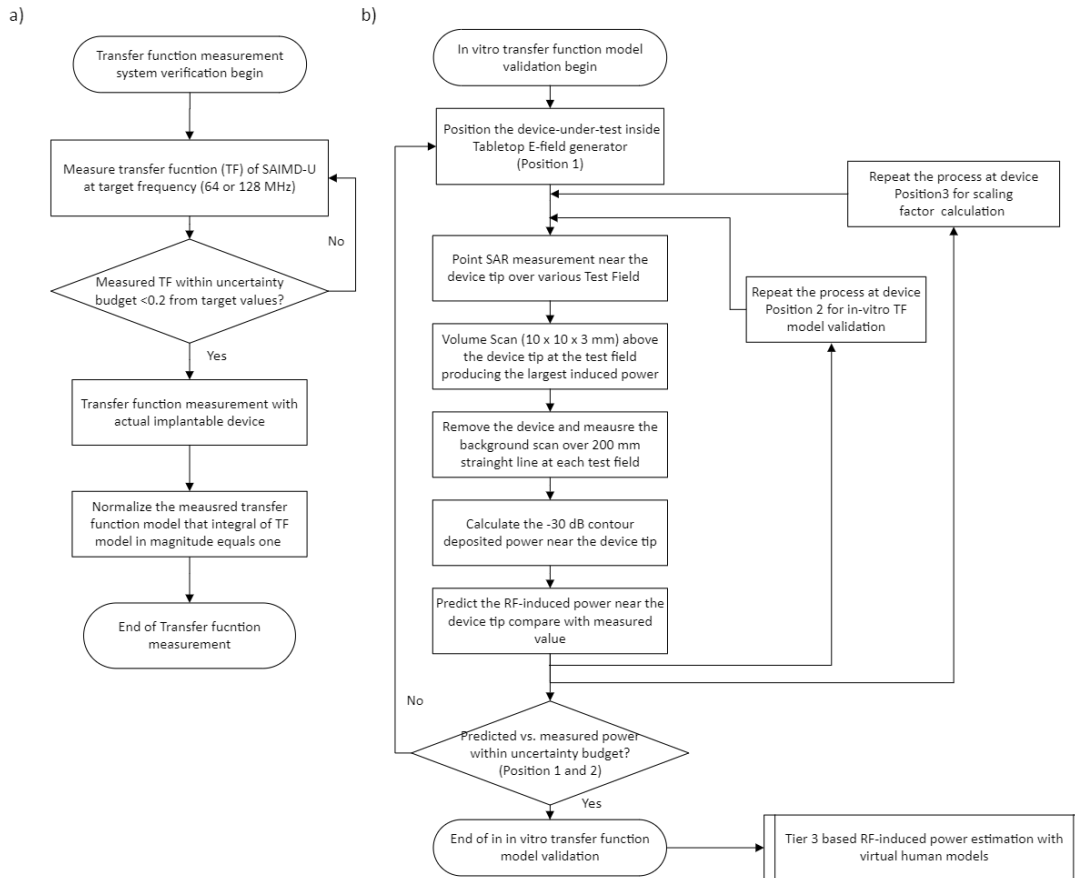 a)
Transfer function measurement
system verification begin
Measure transfer fucntion (TF) of SAIMD-U
at target frequency (64 or 128 MHz)
No
Measured TF within uncertainty
budget <0.2 from target values?
Yes
Transfer function measurement with
actual implantable device
Normalize the meausred transfer
function model that integral of TF
model in magnitude equals one
End of Transfer fucntion
measurement
b)
In vitro transfer function model
validation begin
Position the device-under-test inside
Tabletop E-field generator
(Position 1)
Repeat the process at device
Position3 for scaling
factor calculation
Point SAR measurement near the
device tip over various Test Field
Repeat the process at device
Position 2 for in-vitro TF
model validation
Volume Scan (10 x 10 x 3 mm) above
the device tip at the test field
producing the largest induced power
Remove the device and meausre the
background scan over 200 mm
strainght line at each test field
Calculate the -30 dB contour
deposited power near the device tip
Predict the RF-induced power near the
device tip compare with measured
value
No
Predicted vs. measured power
within uncertainty budget?
(Position 1 and 2)
Yes
End of in in vitro transfer function
model validation
Tier 3 based RF-induced power estimation with
virtual human models